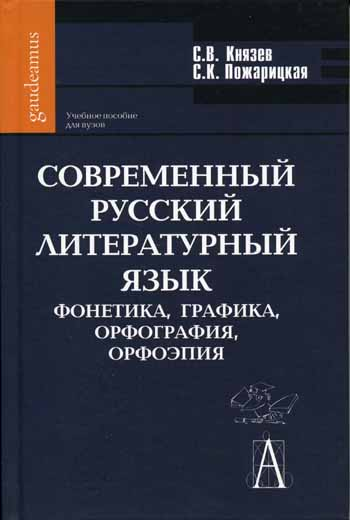 gaudeamus
С.В. Князев
С.К. Пожарицкая
Учебное пособие
для вузов
СОВРЕМЕННЫЙ
РУССКИЙ
ЛИТЕРАТУРНЫЙ
ЯЗЫК
ФОНЕТИКА, ГРАФИКА,
ОРФОГРАФИЯ,
ОРФОЭПИЯ
А